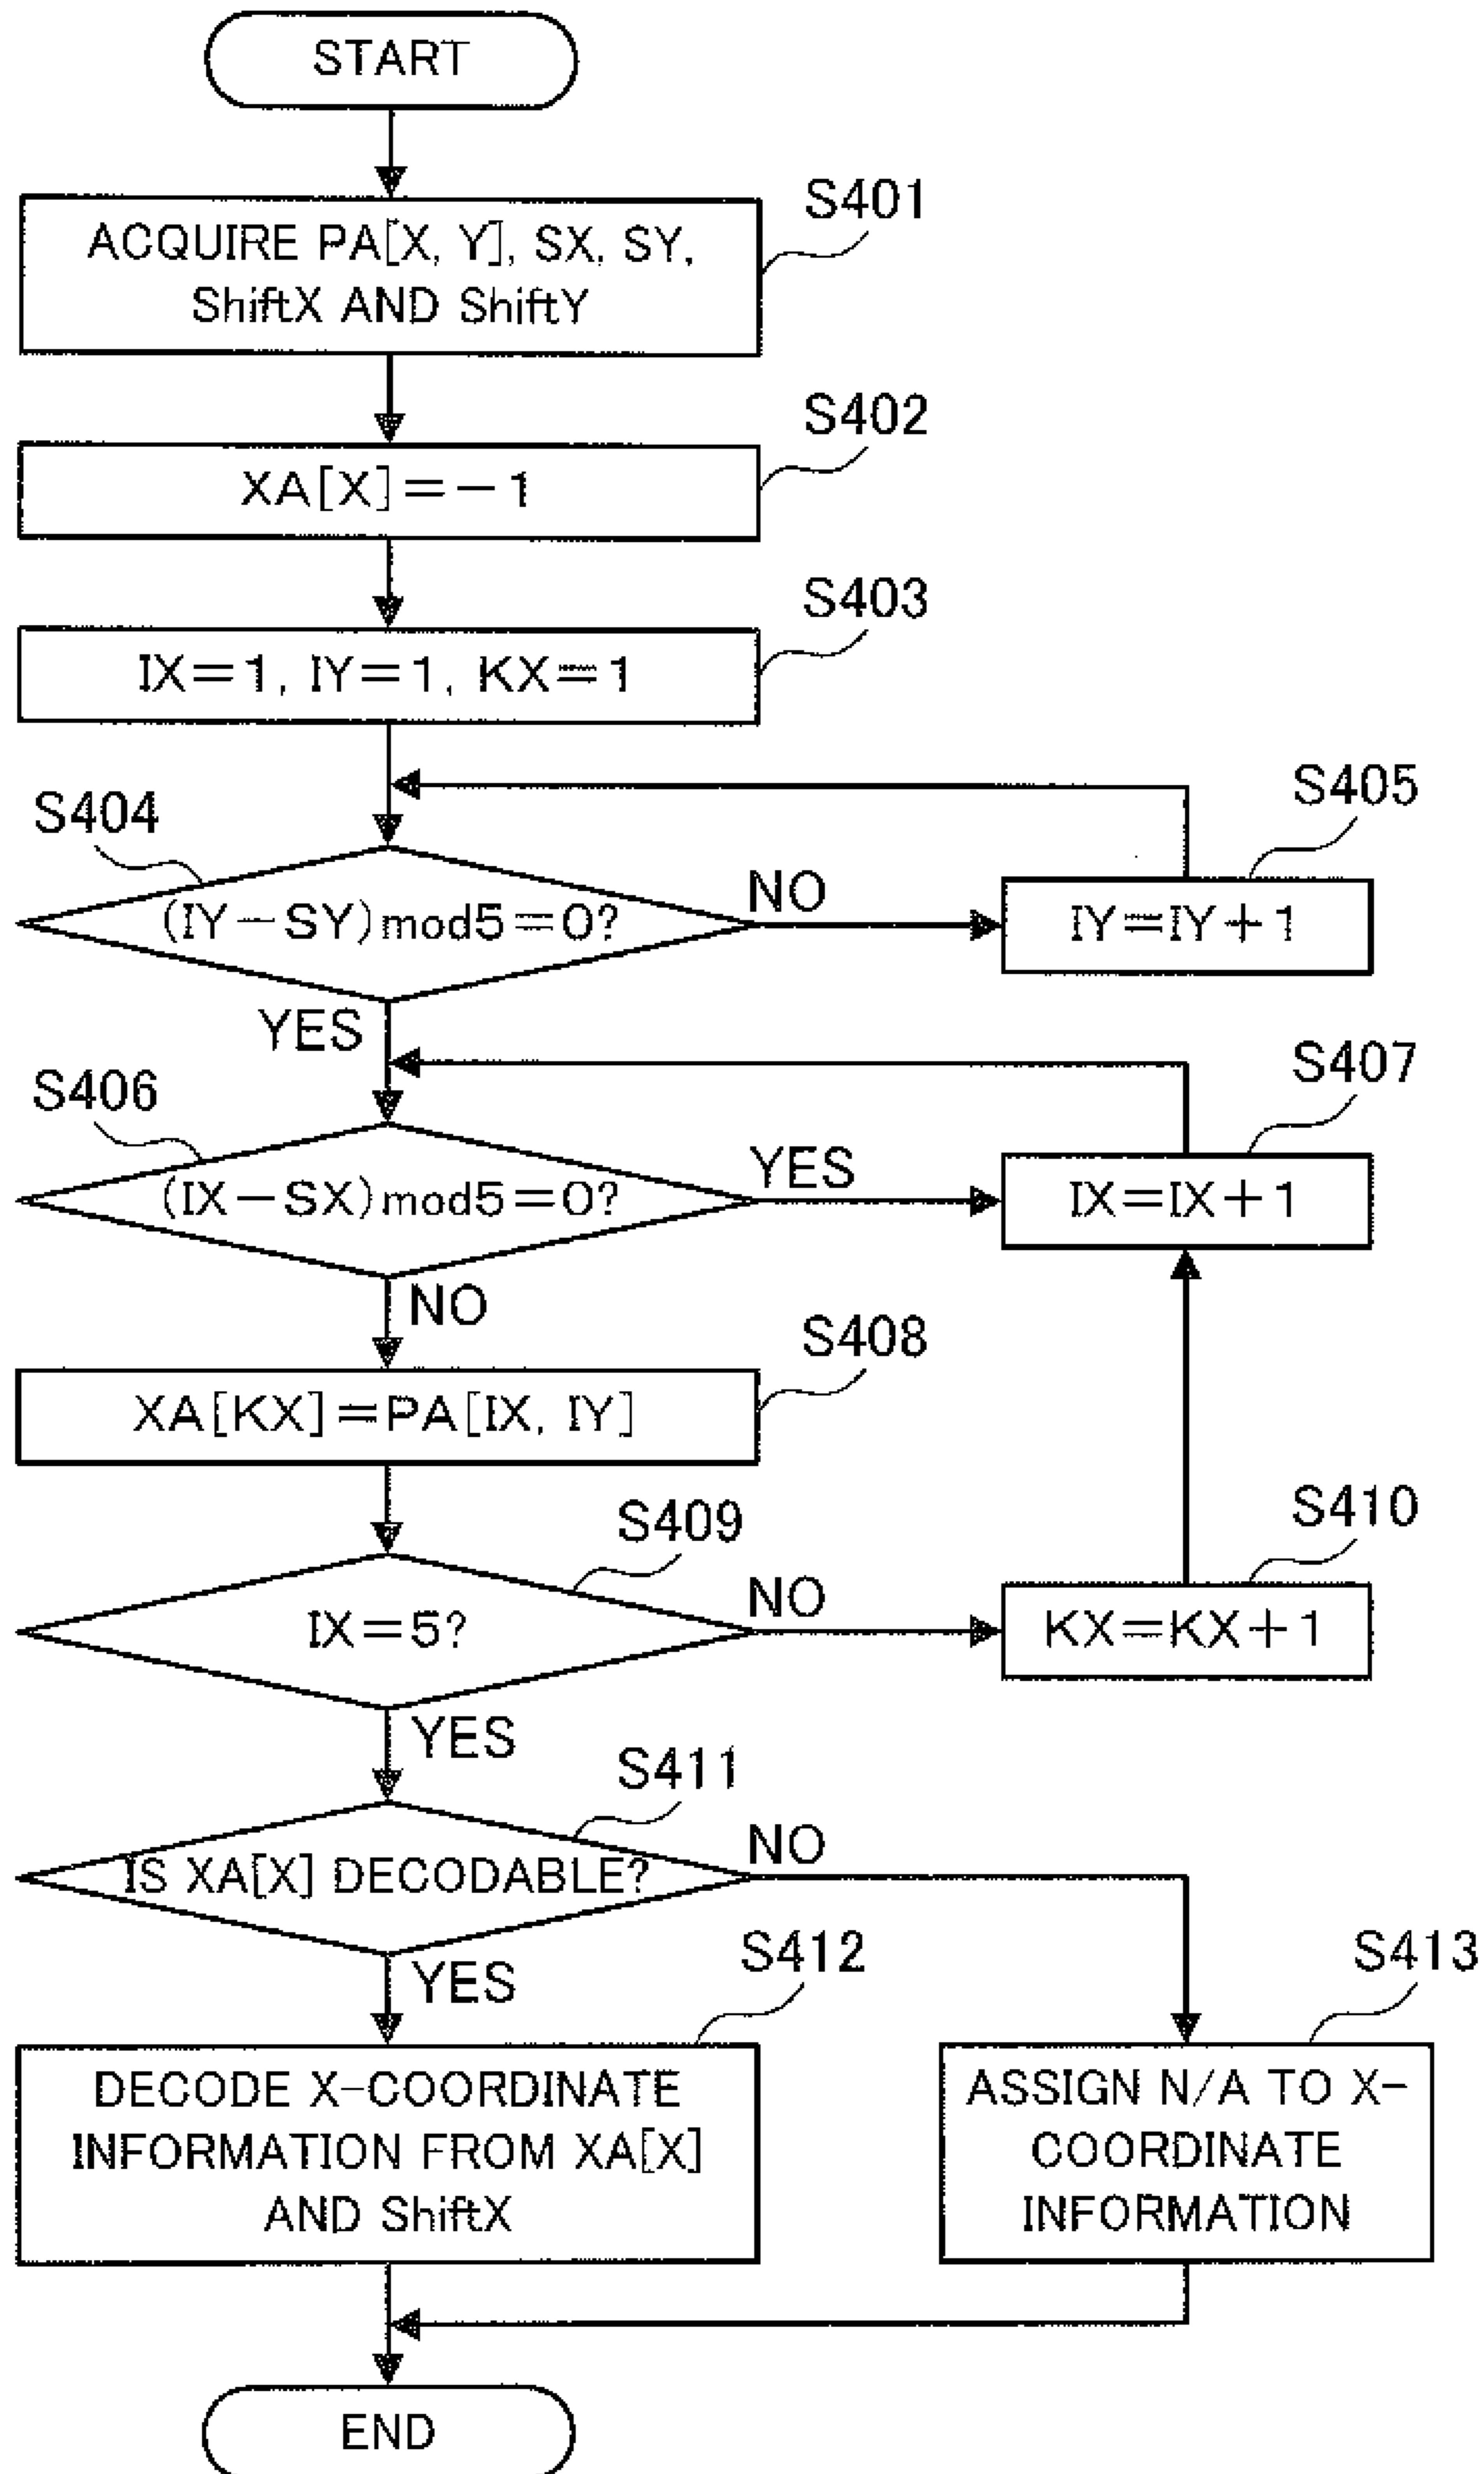 START
S401
ACQUIRE PA[X, Y], SX, SY,
ShiftX AND ShiftY
S402
XA[X]=-1
S403
IX=1, IY=1, KX=1
S404
(IY-SY)mod5=0?
NO
S405
IY=IY+1
YES
S406
(IX-SX)mod5=0?
YES
S407
IX=IX+1
NO
S408
XA[KX]=PA[IX, IY]
S409
IX=5?
NO
S410
KX=KX+1
YES
S411
IS XA[X] DECODABLE?
NO
YES
S412
DECODE X-COORDINATE
INFORMATION FROM XA[X]
AND ShiftX
S413
ASSIGN N/A TO X-
COORDINATE
INFORMATION
END